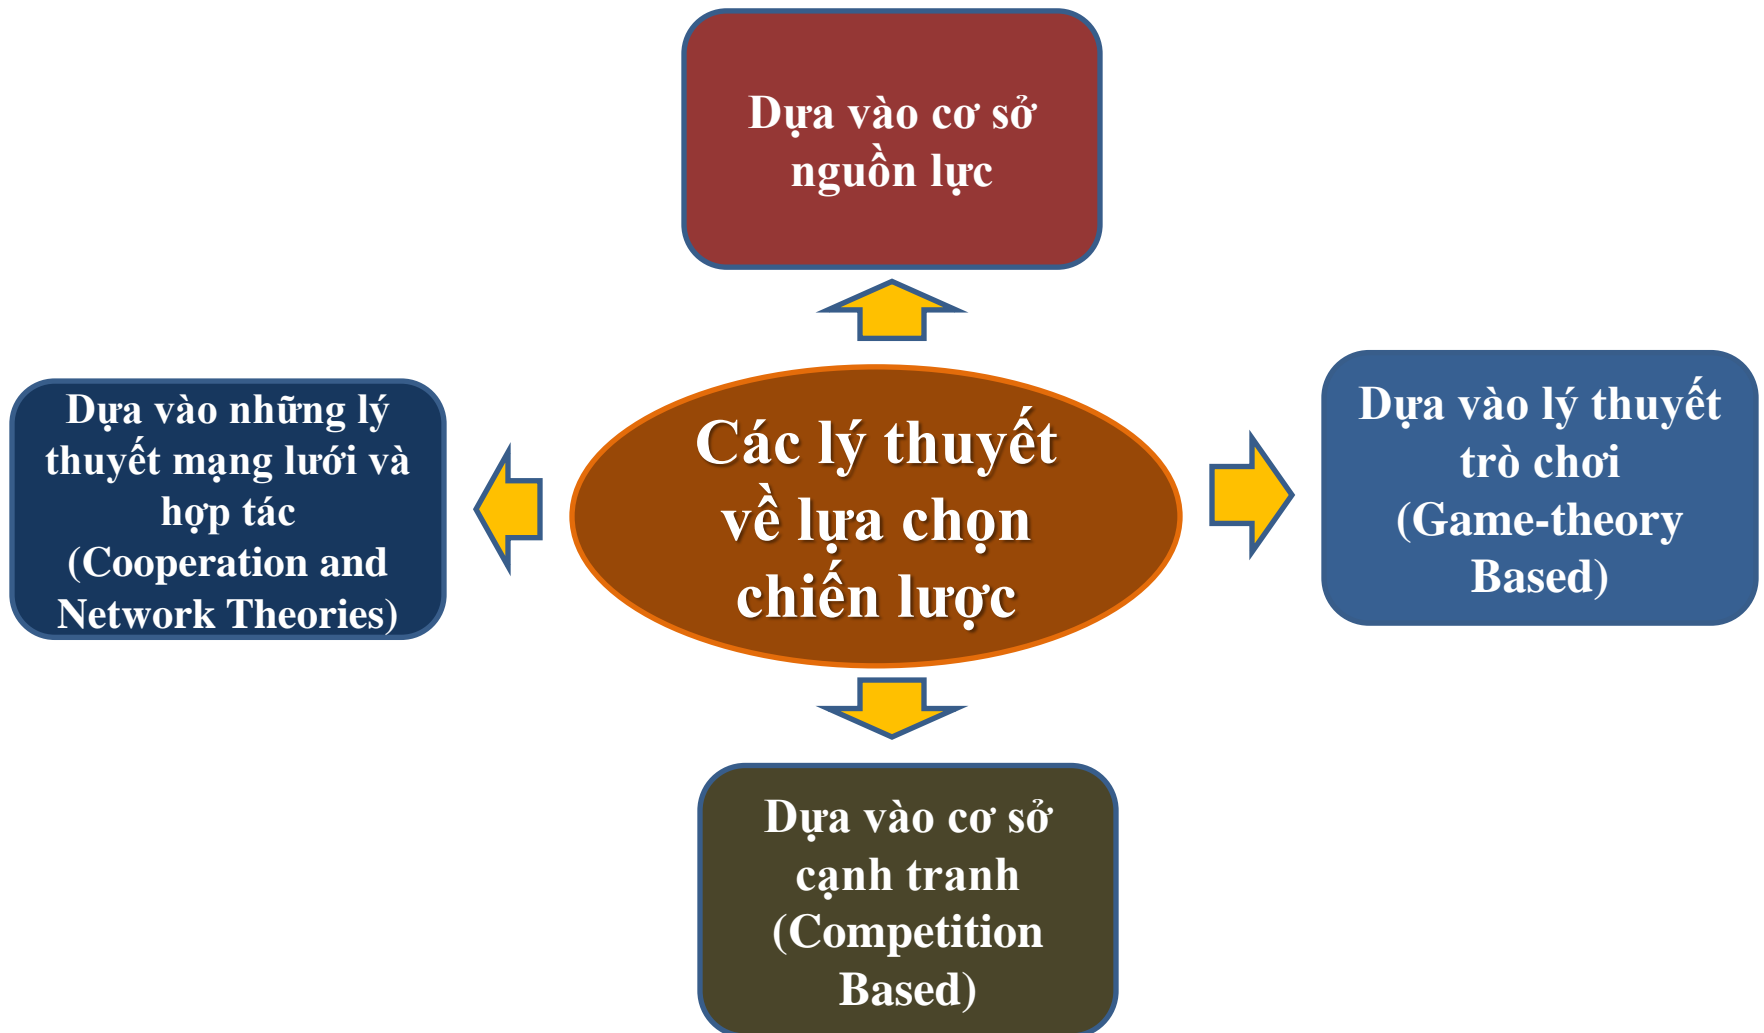 Dựa vào cơ sở
nguồn lực
Dựa vào những lý
thuyết mạng lưới và
hợp tác
(Cooperation and
Network Theories)
Các lý thuyết
về lựa chọn
chiến lược
Dựa vào lý thuyết
trò chơi
(Game-theory
Based)
Dựa vào cơ sở
cạnh tranh
(Competition
Based)